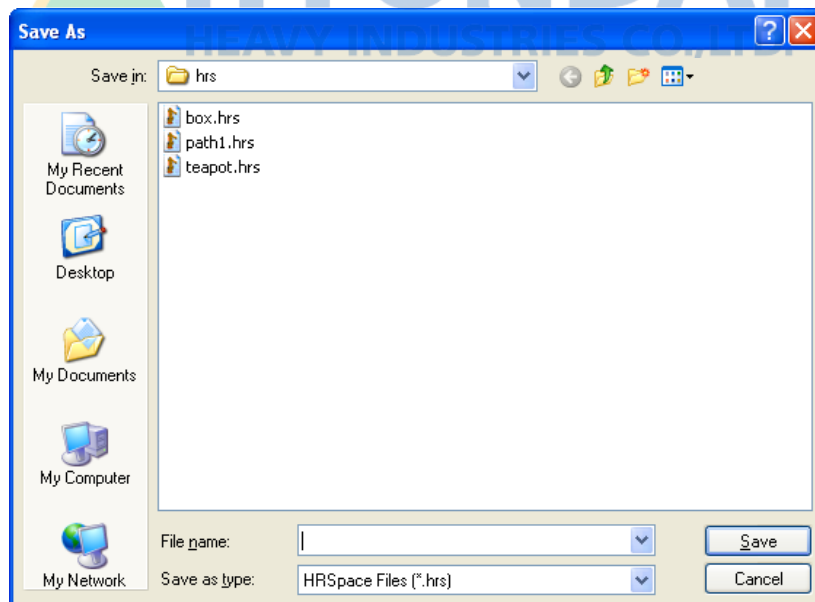 HYUNDAI
Save As
HEAVY INDUSTRIES CO.,LTD.
Save in:
hrs
box.hrs
path1.hrs
teapot.hrs
My Recent
Documents
Desktop
My Documents
My Computer
My Network
File name:
Save
Save as type:
HRSpace Files (*.hrs)
Cancel